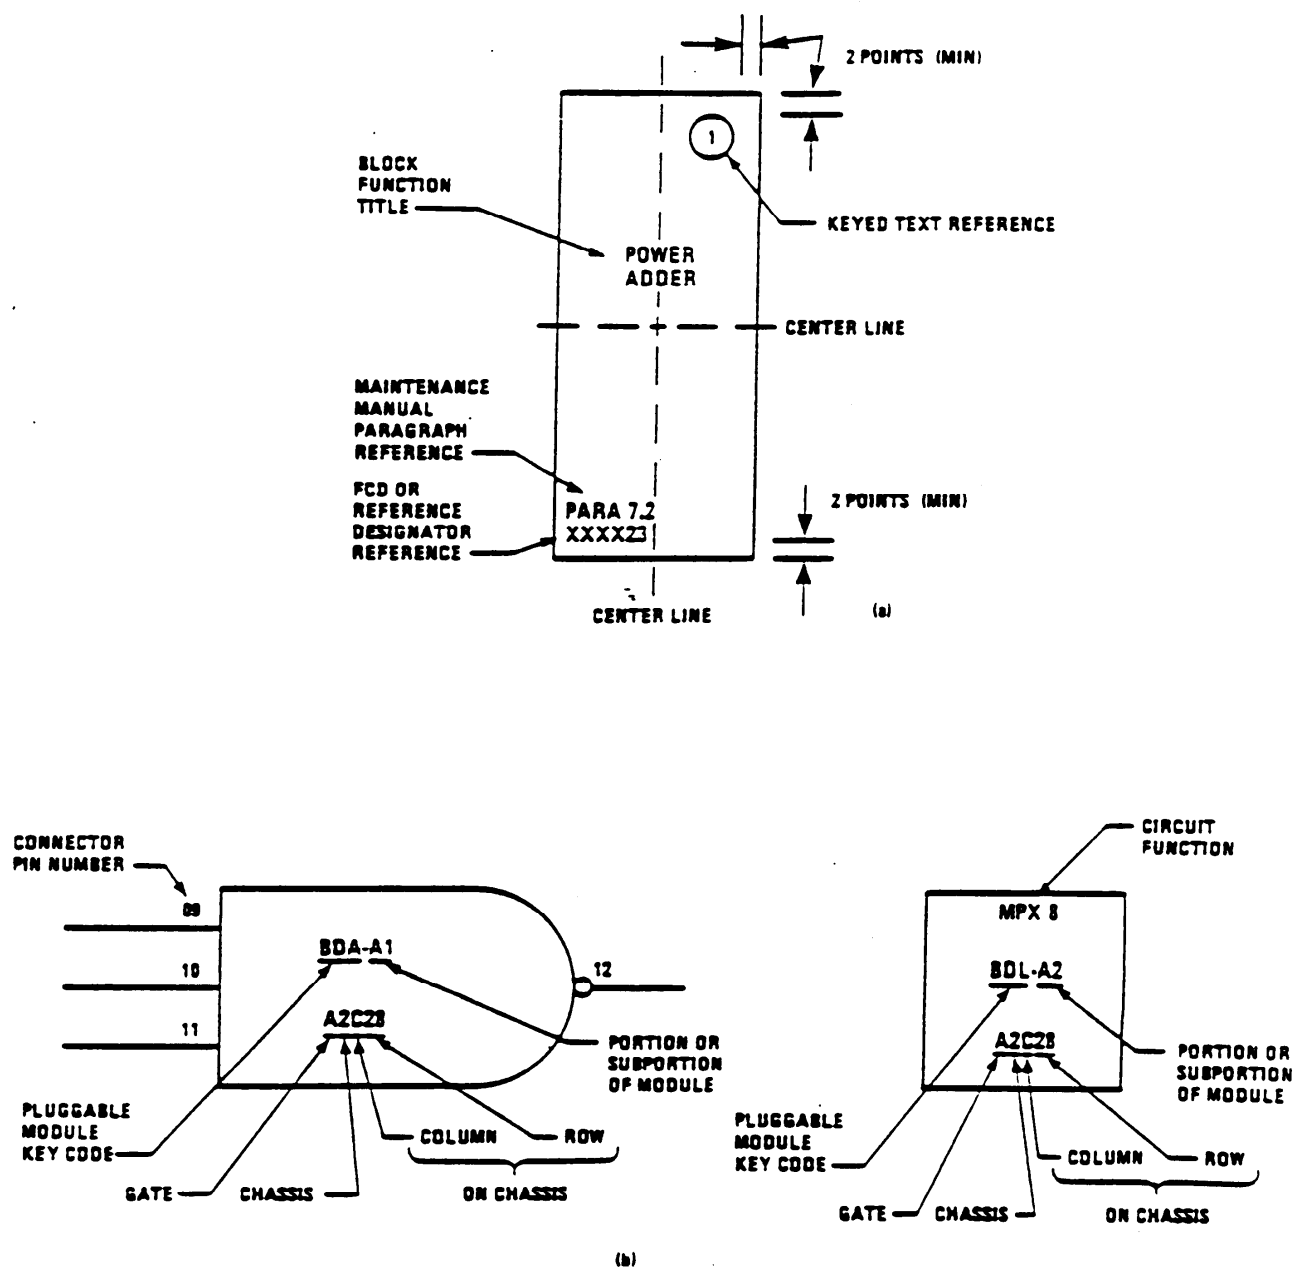 2 POINTS (MIN)
1
BLOCK
FUNCTION
TITLE
KEYED TEXT REFERENCE
POWER
ADDER
CENTER LINE
MAINTENANCE
MANUAL
PARAGRAPH
REFERENCE
FCD OR
REFERENCE
DESIGNATOR
REFERENCE
PARA 7.2
XXXX23
2 POINTS (MIN)
CENTER LINE
(a)
CONNECTOR
PIN NUMBER
09
10
11
BDA-A1
A2C28
12
PORTION OR
SUBPORTION
OF MODULE
PLUGGABLE
MODULE
KEY CODE
COLUMN
ROW
GATE
CHASSIS
ON CHASSIS
CIRCUIT
FUNCTION
MPX 8
BDL-A2
A2C28
PORTION OR
SUBPORTION
OF MODULE
PLUGGABLE
MODULE
KEY CODE
COLUMN
ROW
GATE
CHASSIS
ON CHASSIS
(b)